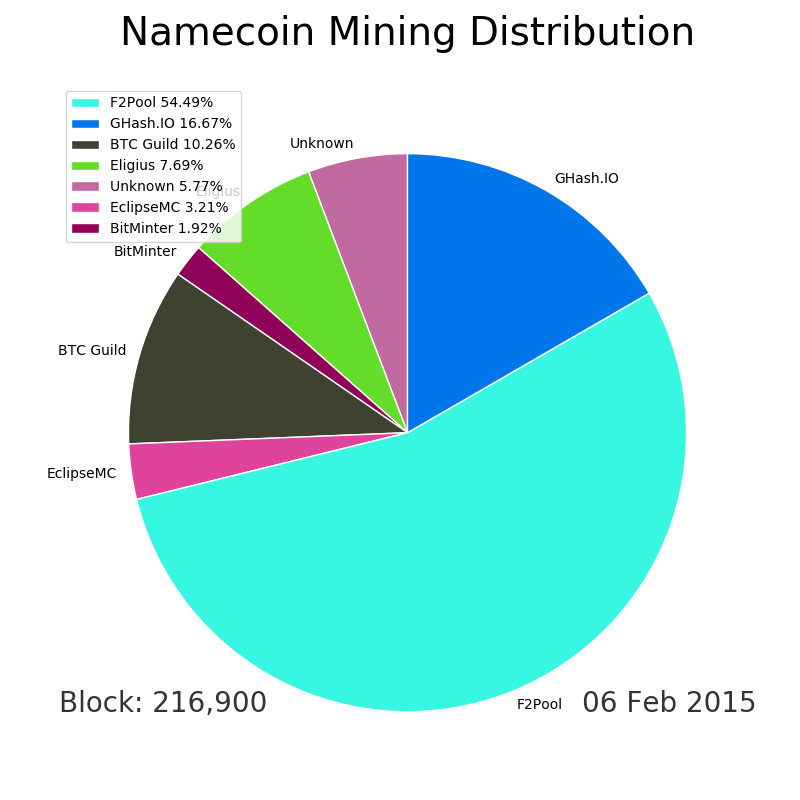 Namecoin Mining Distribution
F2Pool 54.49%
GHash.IO 16.67%
BTC Guild 10.26%
Eligius 7.69%
Unknown 5.77%
EclipseMC 3.21%
BitMinter 1.92%
Unknown
GHash.IO
Eligius
BitMinter
BTC Guild
EclipseMC
F2Pool
Block: 216,900
06 Feb 2015